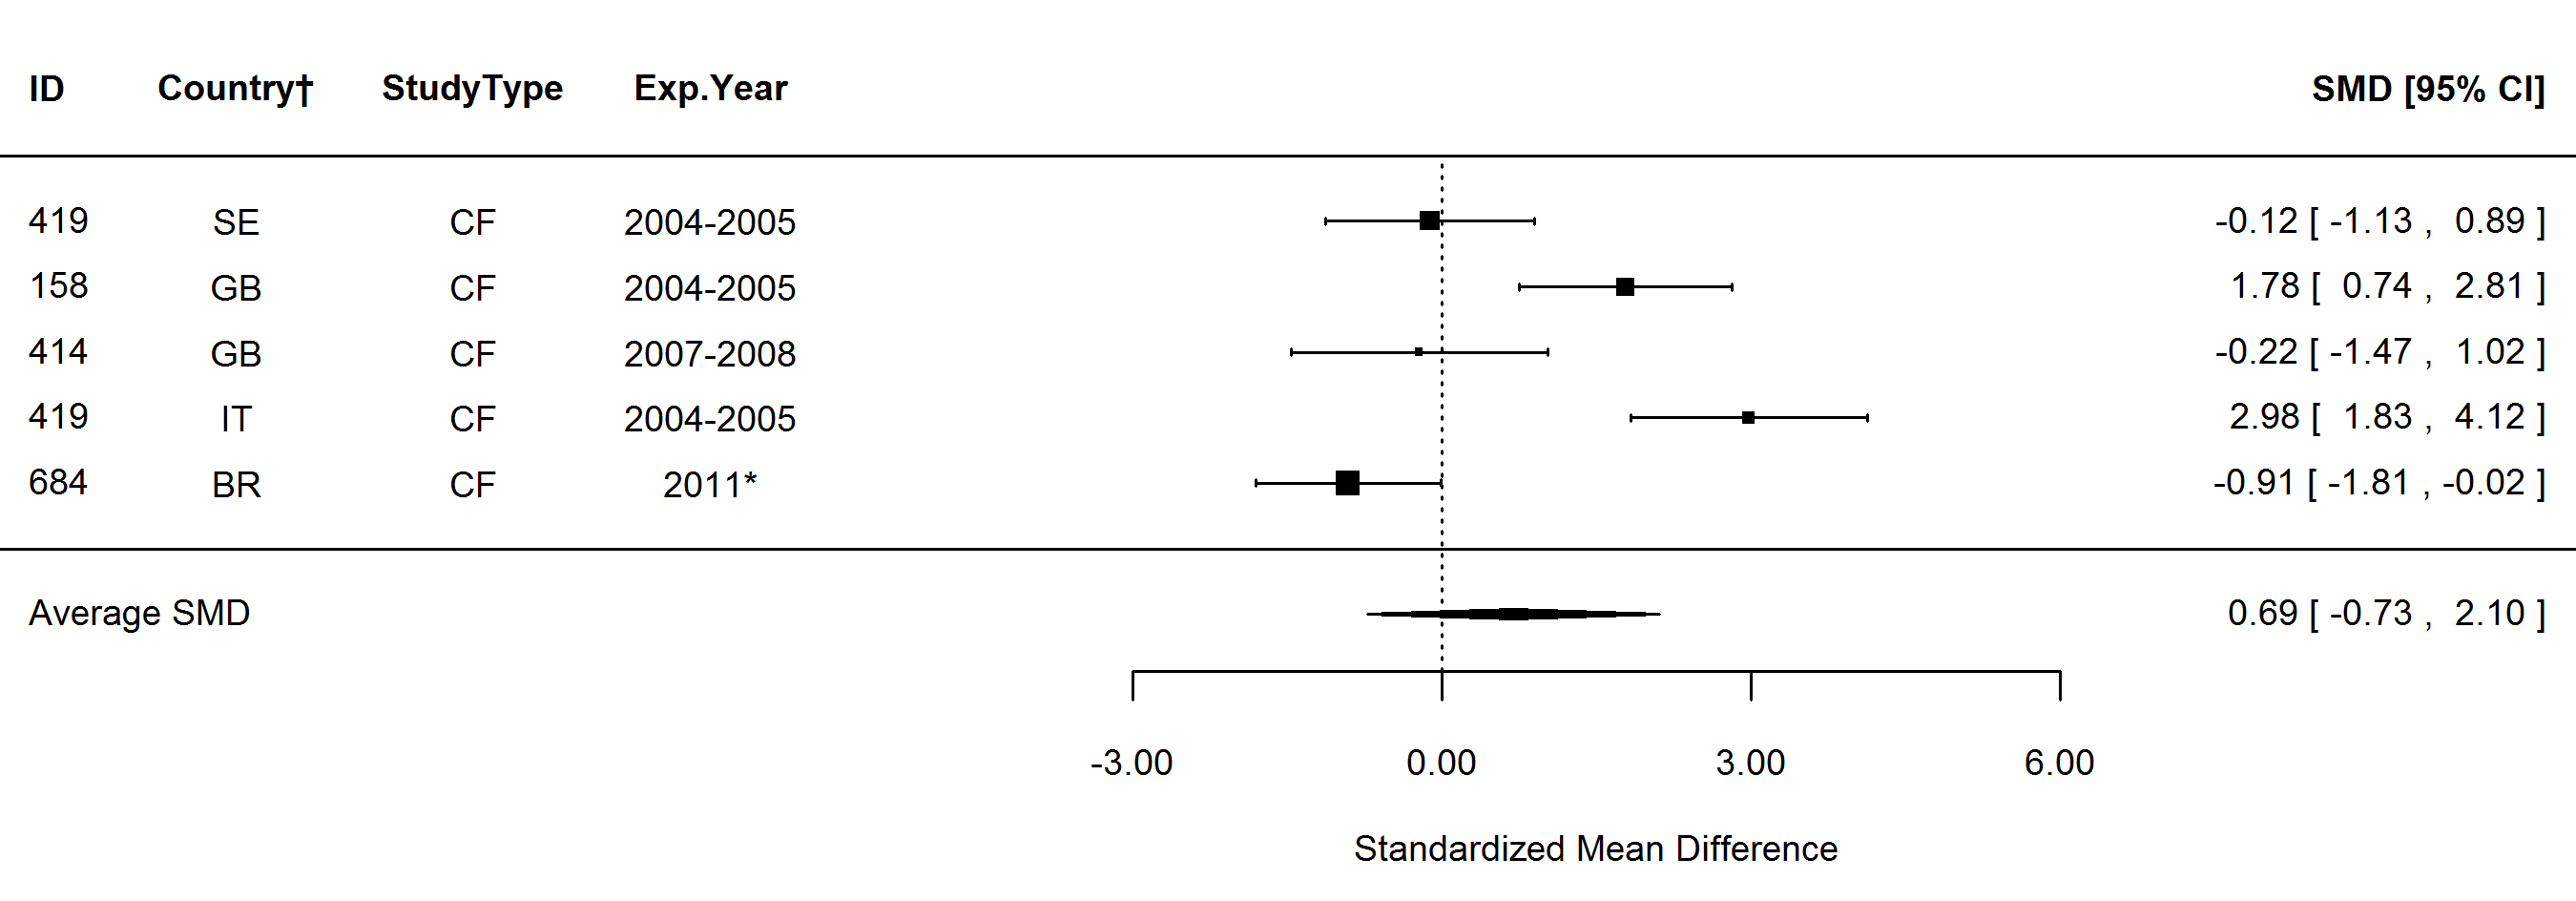 ID Country† StudyType Exp.Year SMD [95% CI]
419 SE CF 2004-2005 -0.12 [ -1.13 , 0.89 ]
158 GB CF 2004-2005 1.78 [ 0.74 , 2.81 ]
414 GB CF 2007-2008 -0.22 [ -1.47 , 1.02 ]
419 IT CF 2004-2005 2.98 [ 1.83 , 4.12 ]
684 BR CF 2011* -0.91 [ -1.81 , -0.02 ]
Average SMD 0.69 [ -0.73 , 2.10 ]
-3.00 0.00 3.00 6.00
Standardized Mean Difference